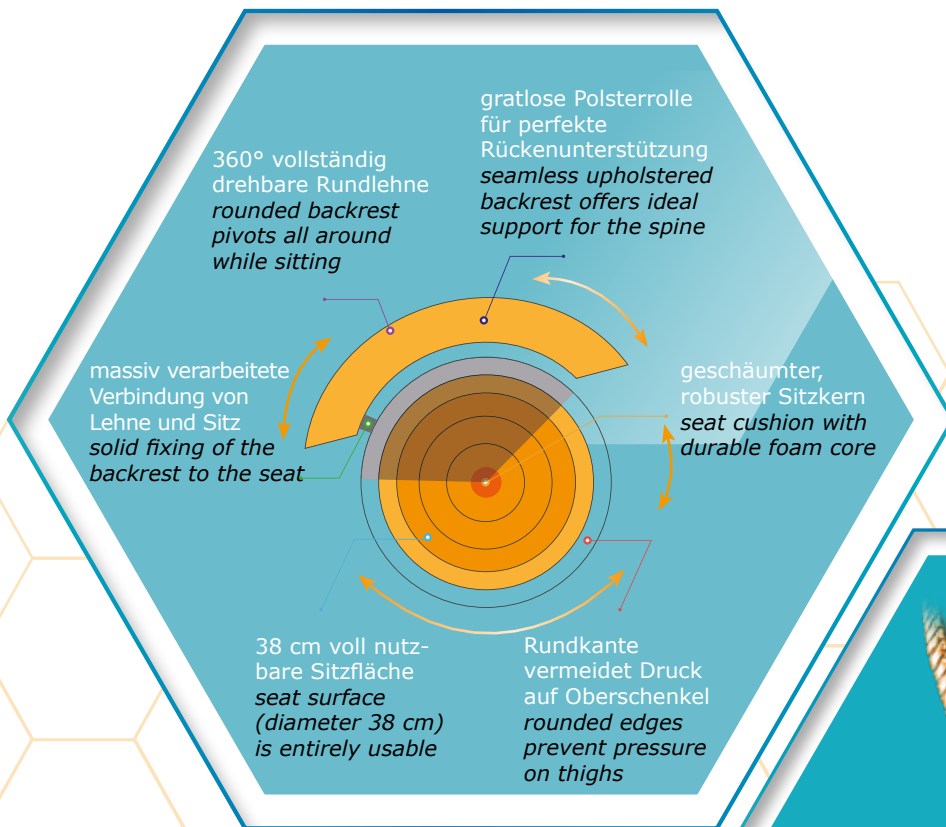 gratlose Polsterrolle
für perfekte
Rückenunterstützung
seamless upholstered
backrest offers ideal
support for the spine
360° vollständig
drehbare Rundlehne
rounded backrest
pivots all around
while sitting
massiv verarbeitete
Verbindung von
Lehne und Sitz
solid fixing of the
backrest to the seat
geschäumter,
robuster Sitzkern
seat cushion with
durable foam core
38 cm voll nutz-
bare Sitzfläche
seat surface
(diameter 38 cm)
is entirely usable
Rundkante
vermeidet Druck
auf Oberschenkel
rounded edges
prevent pressure
on thighs